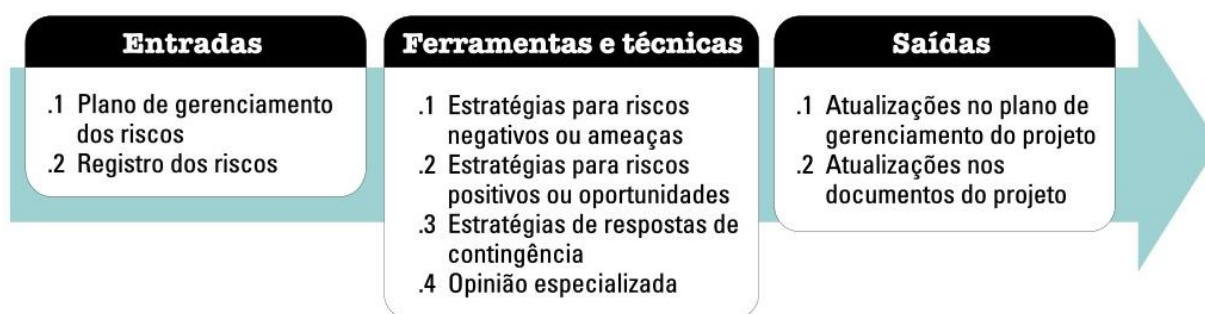 Entradas
.1 Plano de gerenciamento
dos riscos
.2 Registro dos riscos
Ferramentas e técnicas
.1 Estratégias para riscos
negativos ou ameaças
.2 Estratégias para riscos
positivos ou oportunidades
.3 Estratégias de respostas de
contingência
.4 Opinião especializada
Saídas
.1 Atualizações no plano de
gerenciamento do projeto
.2 Atualizações nos
documentos do projeto